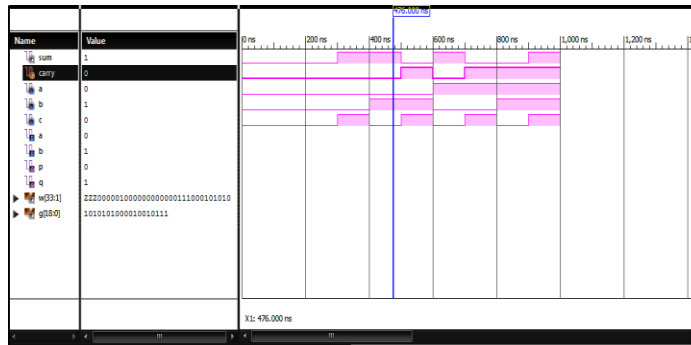 476.000 ns
Name Value 0 ns 200 ns 400 ns 600 ns 800 ns 1,000 ns 1,200 ns
sum 1
carry 0
a 0
b 1
c 0
a 0
b 1
p 0
q 1
w[33:1] ZZZ000001000000000000111000101010
g[18:0] 1010101000010010111
X1: 476.000 ns